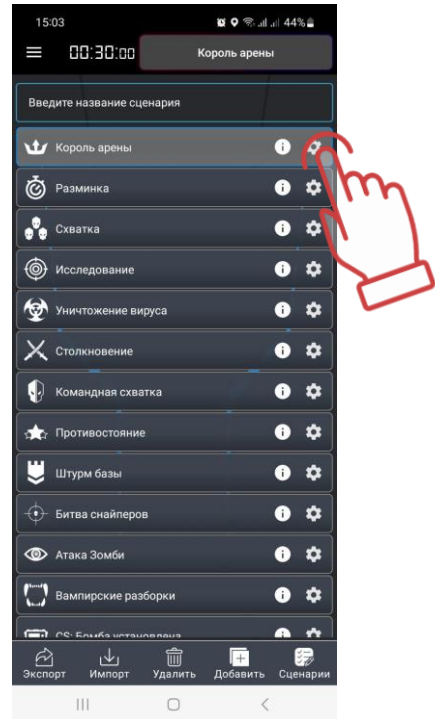 15:03
44%
00:30:00
Король арены
Введите название сценария
Король арены
Разминка
Схватка
Исследование
Уничтожение вируса
Столкновение
Командная схватка
Противостояние
Штурм базы
Битва снайперов
Атака Зомби
Вампирские разборки
CS: Бомба установлена
Экспорт Импорт Удалить Добавить Сценарии